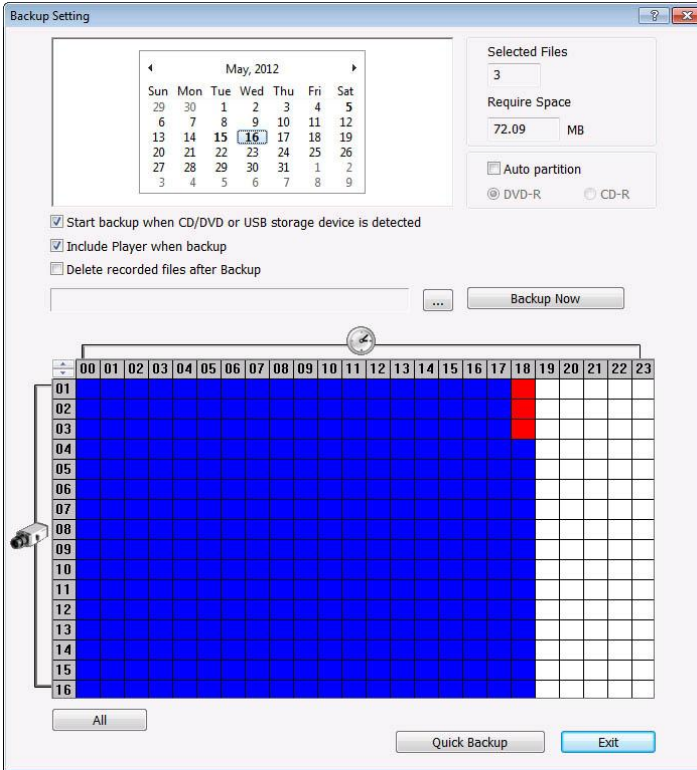 Backup Setting
May, 2012
Sun Mon Tue Wed Thu Fri Sat
29 30 1 2 3 4 5
6 7 8 9 10 11 12
13 14 15 16 17 18 19
20 21 22 23 24 25 26
27 28 29 30 31 1 2
3 4 5 6 7 8 9
Selected Files
3
Require Space
72.09 MB
Auto partition
DVD-R CD-R
Start backup when CD/DVD or USB storage device is detected
Include Player when backup
Delete recorded files after Backup
... Backup Now
00 01 02 03 04 05 06 07 08 09 10 11 12 13 14 15 16 17 18 19 20 21 22 23
01
02
03
04
05
06
07
08
09
10
11
12
13
14
15
16
All
Quick Backup Exit